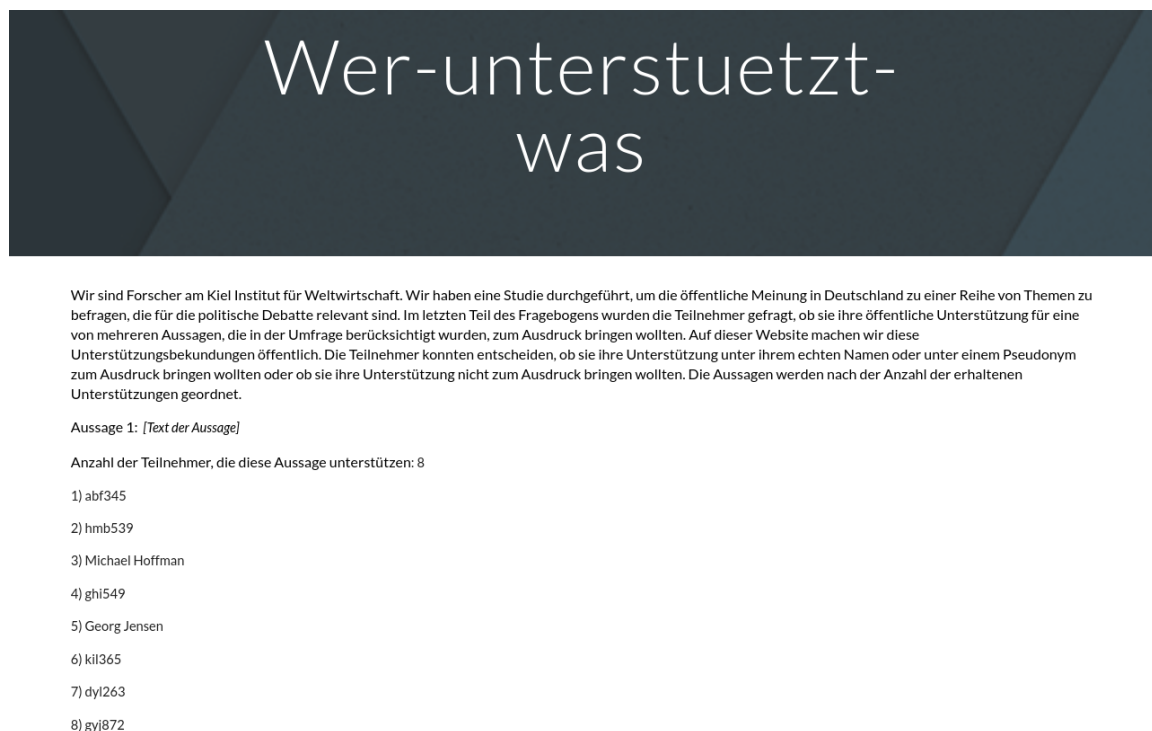 Wer-unterstuetzt-
was
Wir sind Forscher am Kiel Institut für Weltwirtschaft. Wir haben eine Studie durchgeführt, um die öffentliche Meinung in Deutschland zu einer Reihe von Themen zu
befragen, die für die politische Debatte relevant sind. Im letzten Teil des Fragebogens wurden die Teilnehmer gefragt, ob sie ihre öffentliche Unterstützung für eine
von mehreren Aussagen, die in der Umfrage berücksichtigt wurden, zum Ausdruck bringen wollten. Auf dieser Website machen wir diese
Unterstützungsbekundungen öffentlich. Die Teilnehmer konnten entscheiden, ob sie ihre Unterstützung unter ihrem echten Namen oder unter einem Pseudonym
zum Ausdruck bringen wollten oder ob sie ihre Unterstützung nicht zum Ausdruck bringen wollten. Die Aussagen werden nach der Anzahl der erhaltenen
Unterstützungen geordnet.
Aussage 1: [Text der Aussage]
Anzahl der Teilnehmer, die diese Aussage unterstützen: 8
1) abf345
2) hmb539
3) Michael Hoffman
4) ghi549
5) Georg Jensen
6) kil365
7) dyl263
8) gyj872